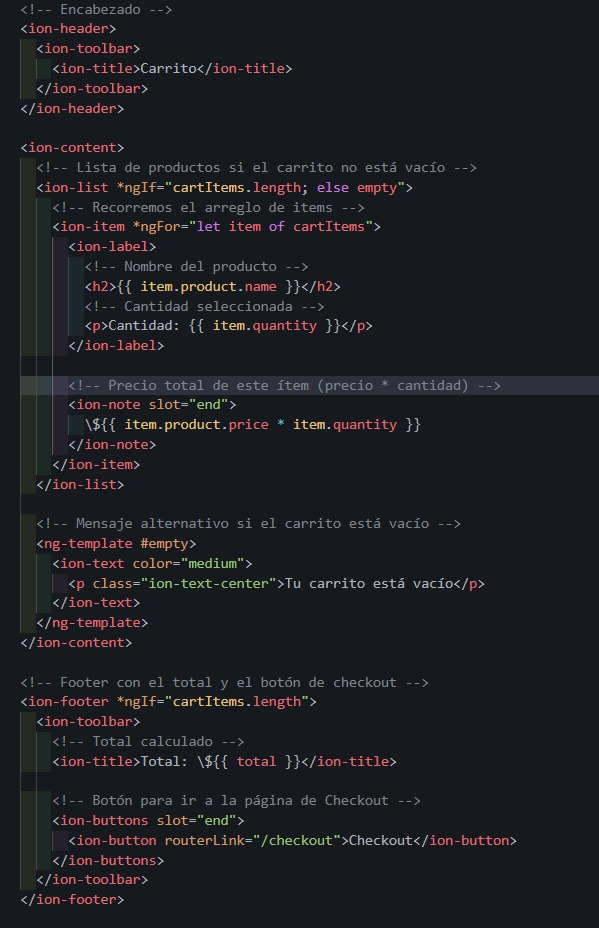 <!-- Encabezado -->
<ion-header>
  <ion-toolbar>
    <ion-title>Carrito</ion-title>
  </ion-toolbar>
</ion-header>

<ion-content>
  <!-- Lista de productos si el carrito no está vacío -->
  <ion-list *ngIf="cartItems.length; else empty">
    <!-- Recorremos el arreglo de items -->
    <ion-item *ngFor="let item of cartItems">
      <ion-label>
        <!-- Nombre del producto -->
        <h2>{{ item.product.name }}</h2>
        <!-- Cantidad seleccionada -->
        <p>Cantidad: {{ item.quantity }}</p>
      </ion-label>

      <!-- Precio total de este ítem (precio * cantidad) -->
      <ion-note slot="end">
        \${{ item.product.price * item.quantity }}
      </ion-note>
    </ion-item>
  </ion-list>

  <!-- Mensaje alternativo si el carrito está vacío -->
  <ng-template #empty>
    <ion-text color="medium">
      <p class="ion-text-center">Tu carrito está vacío</p>
    </ion-text>
  </ng-template>
</ion-content>

<!-- Footer con el total y el botón de checkout -->
<ion-footer *ngIf="cartItems.length">
  <ion-toolbar>
    <!-- Total calculado -->
    <ion-title>Total: \${{ total }}</ion-title>

    <!-- Botón para ir a la página de Checkout -->
    <ion-buttons slot="end">
      <ion-button routerLink="/checkout">Checkout</ion-button>
    </ion-buttons>
  </ion-toolbar>
</ion-footer>